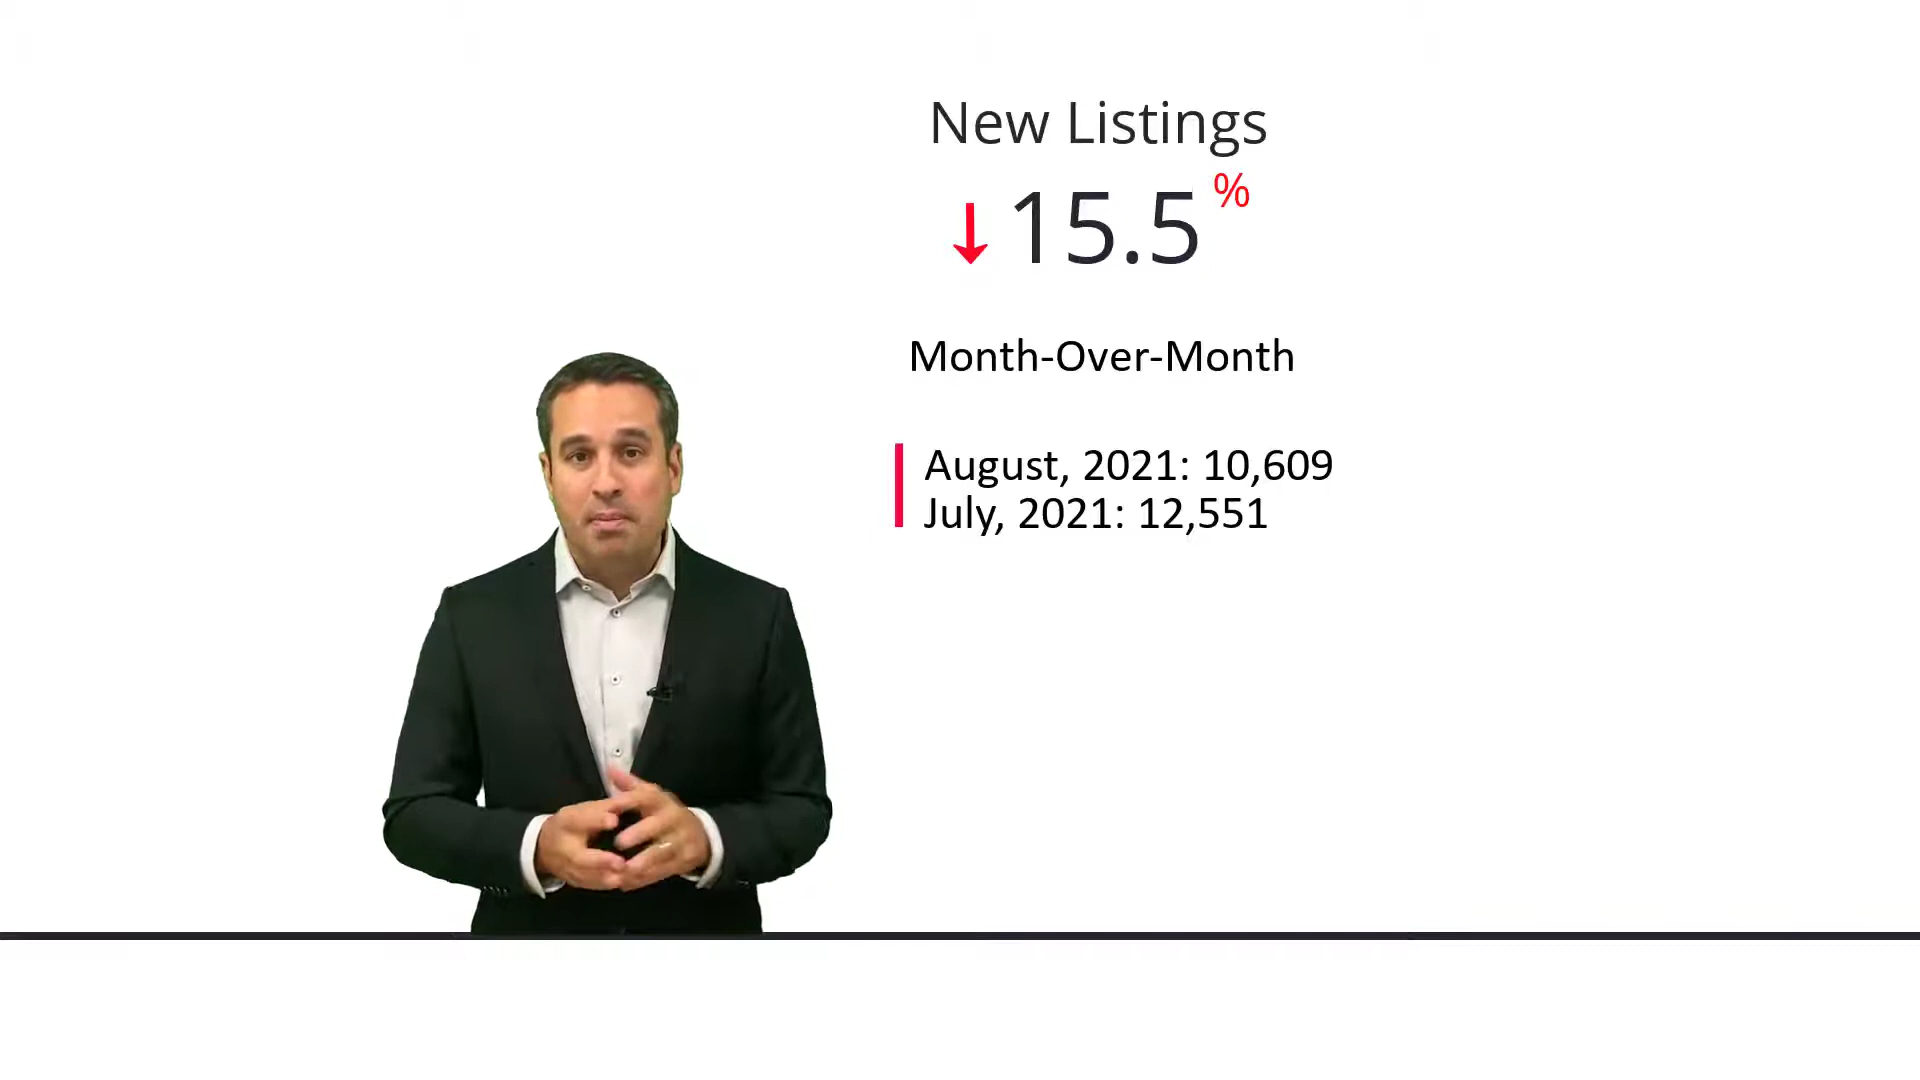 New Listings
↓15.5%
Month-Over-Month
August, 2021: 10,609
July, 2021: 12,551